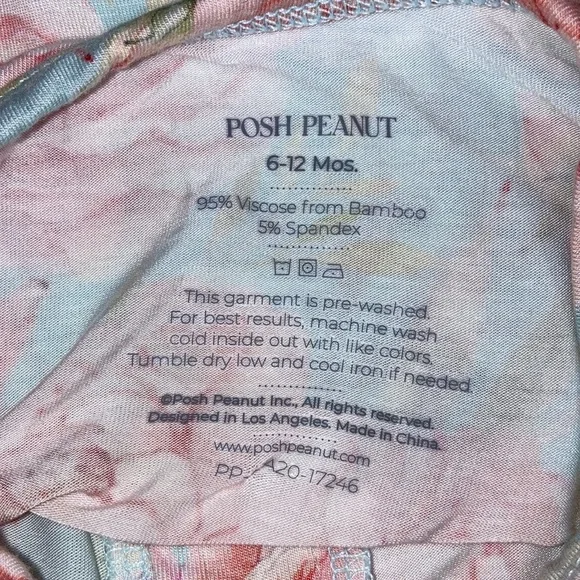 POSH PEANUT
6-12 Mos.
95% Viscose from Bamboo
5% Spandex
This garment is pre-washed.
For best results, machine wash
cold inside out with like colors.
Tumble dry low and cool iron if needed.
©Posh Peanut Inc., All rights reserved.
Designed in Los Angeles. Made in China.
www.poshpeanut.com
A20-17246